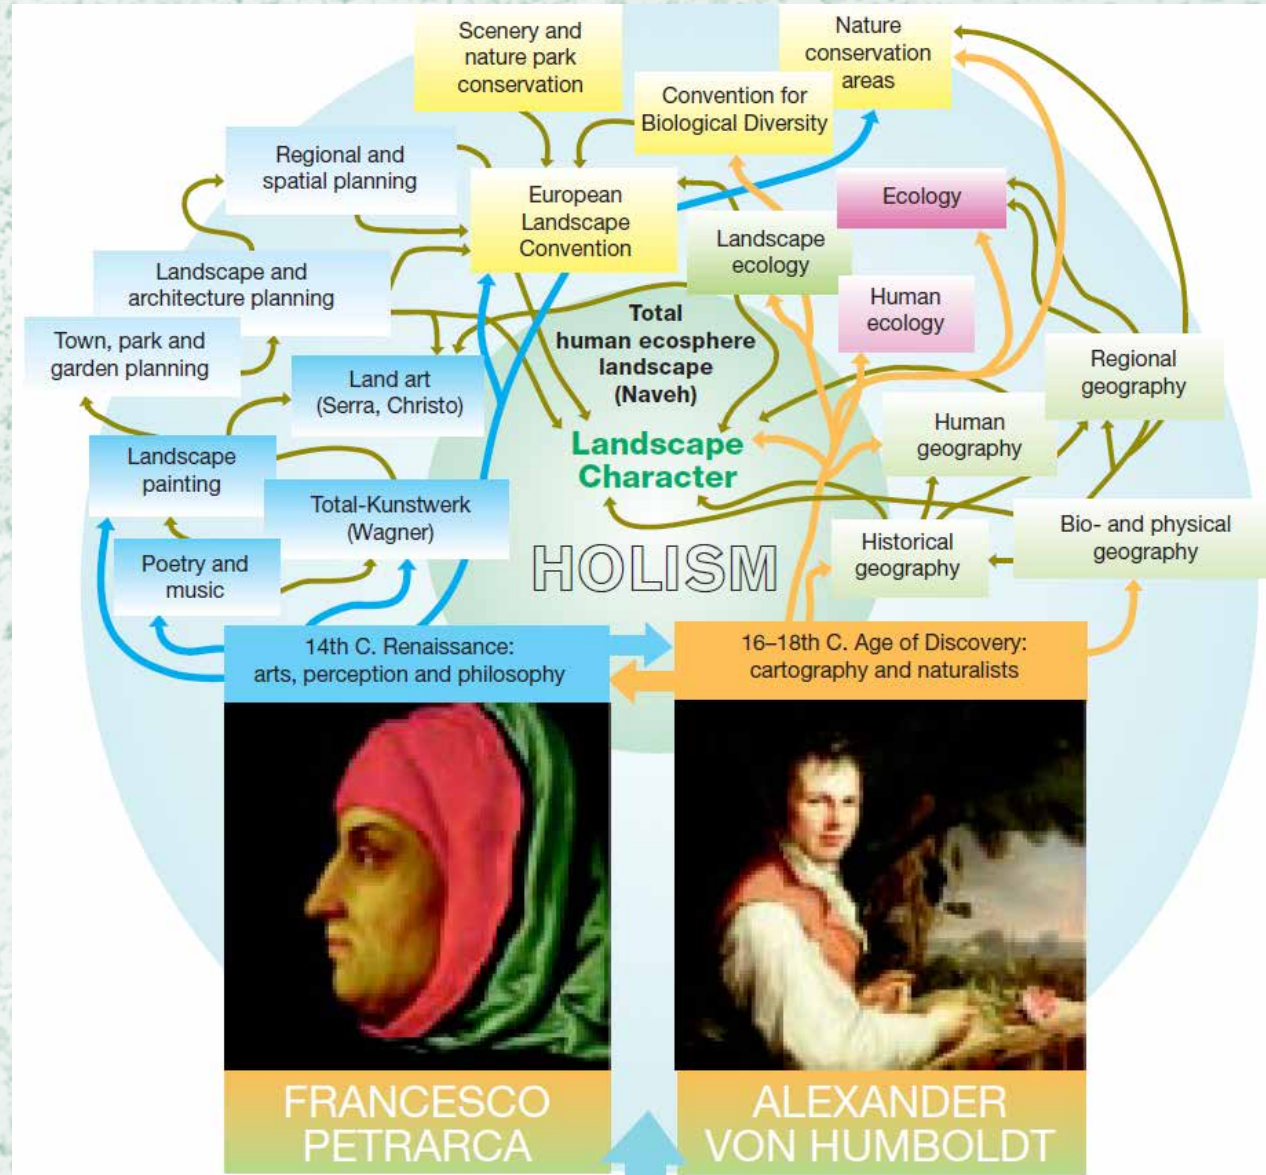 Scenery and
nature park
conservation
Nature
conservation
areas
Convention for
Biological Diversity
Regional and
spatial planning
European
Landscape
Convention
Ecology
Landscape
ecology
Landscape and
architecture planning
Human
ecology
Total
human ecosphere
landscape
(Naveh)
Town, park and
garden planning
Land art
(Serra, Christo)
Regional
geography
Landscape
Character
Human
geography
Landscape
painting
Total-Kunstwerk
(Wagner)
Bio- and physical
geography
Historical
geography
Poetry and
music
HOLISM
14th C. Renaissance:
arts, perception and philosophy
16–18th C. Age of Discovery:
cartography and naturalists
FRANCESCO
PETRARCA
ALEXANDER
VON HUMBOLDT